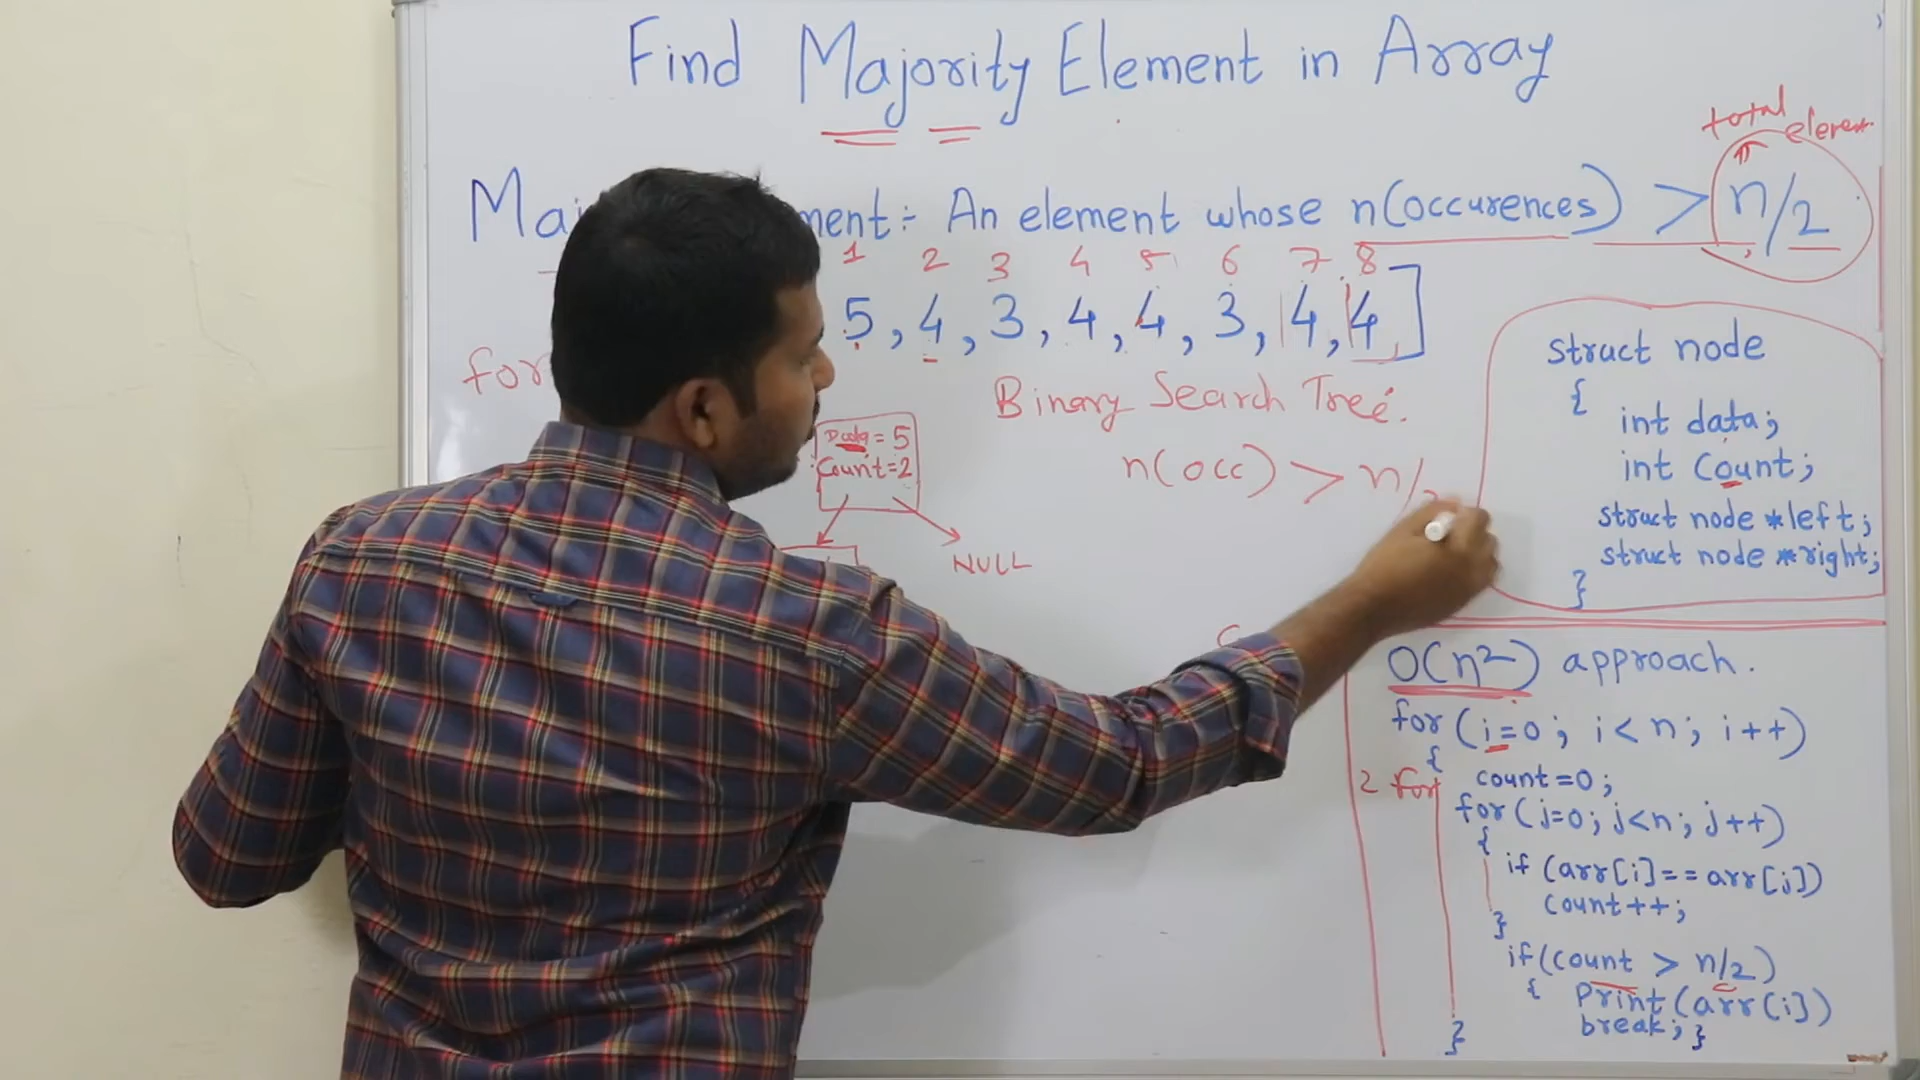 Find Majority Element in Array
total
element
ment:- An element whose n(occurences) > n/2
1 2 3 4 5 6 7 8
5, 4, 3, 4, 4, 3, 4, 4]
for
Binary Search Tree.
Data = 5
Count=2
NULL
n(occ) > n/2
struct node
{
int data;
int Count;
struct node *left;
struct node *right;
}
O(n2) approach.
for (i=0; i<n; i++)
{
2 for
count=0;
for(j=0; j<n; j++)
{
if (arr[i]==arr[j])
count++;
}
if(count > n/2)
{ Print(arr[i])
break; }
}